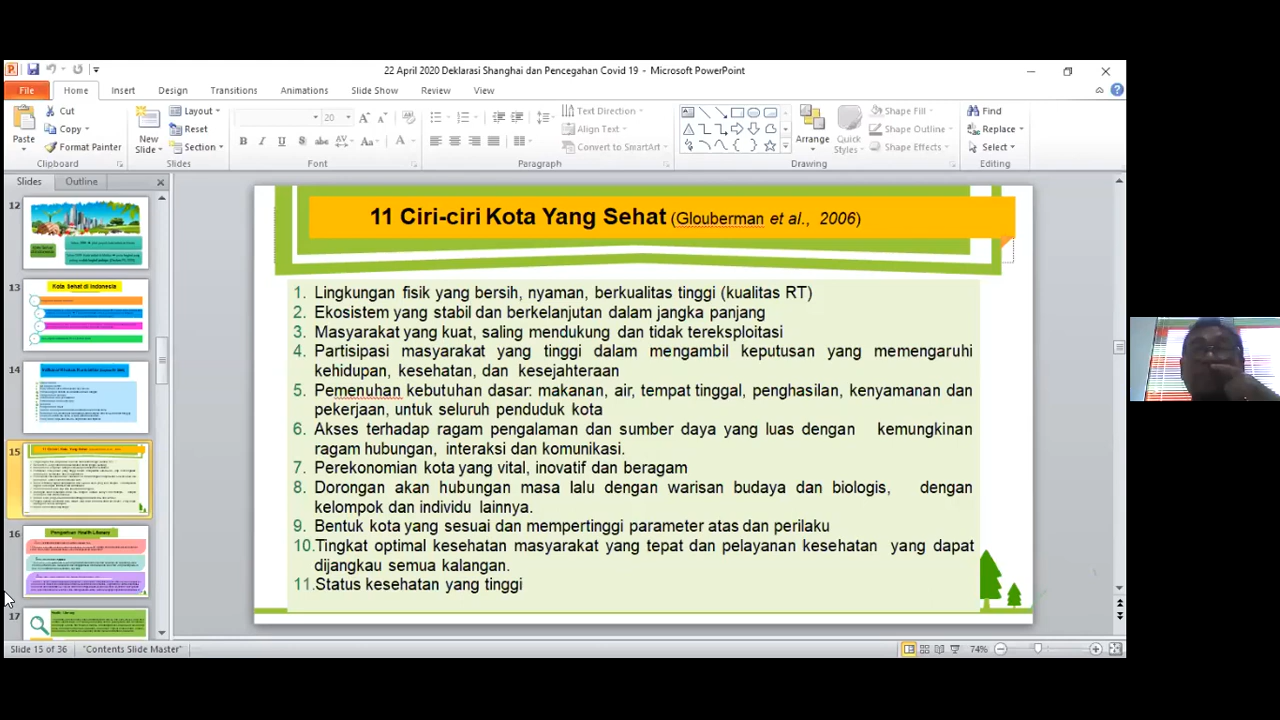 22 April 2020 Deklarasi Shanghai dan Pencegahan Covid 19 - Microsoft PowerPoint
File Home Insert Design Transitions Animations Slide Show Review View
Paste
Cut
Copy
Format Painter
Clipboard
New Slide
Layout
Reset
Section
Slides
20
Font
Text Direction
Align Text
Convert to SmartArt
Paragraph
Arrange
Quick Styles
Shape Fill
Shape Outline
Shape Effects
Drawing
Find
Replace
Select
Editing
Slides Outline
12
13
Kota Sehat di Indonesia
14
15
16
Pengertian Health Literacy
17
11 Ciri-ciri Kota Yang Sehat (Glouberman et al., 2006)
1. Lingkungan fisik yang bersih, nyaman, berkualitas tinggi (kualitas RT)
2. Ekosistem yang stabil dan berkelanjutan dalam jangka panjang
3. Masyarakat yang kuat, saling mendukung dan tidak tereksploitasi
4. Partisipasi masyarakat yang tinggi dalam mengambil keputusan yang memengaruhi
kehidupan, kesehatan, dan kesejahteraan
5. Pemenuhan kebutuhan dasar: makanan, air, tempat tinggal, penghasilan, kenyamanan dan
pekerjaan, untuk seluruh penduduk kota
6. Akses terhadap ragam pengalaman dan sumber daya yang luas dengan kemungkinan
ragam hubungan, interaksi dan komunikasi.
7. Perekonomian kota yang vital, inovatif dan beragam
8. Dorongan akan hubungan masa lalu dengan warisan budaya dan biologis, dengan
kelompok dan individu lainnya.
9. Bentuk kota yang sesuai dan mempertinggi parameter atas dan perilaku
10.Tingkat optimal kesehatan masyarakat yang tepat dan pelayanan kesehatan yang dapat
dijangkau semua kalangan.
11.Status kesehatan yang tinggi
Slide 15 of 36 "Contents Slide Master" 74%